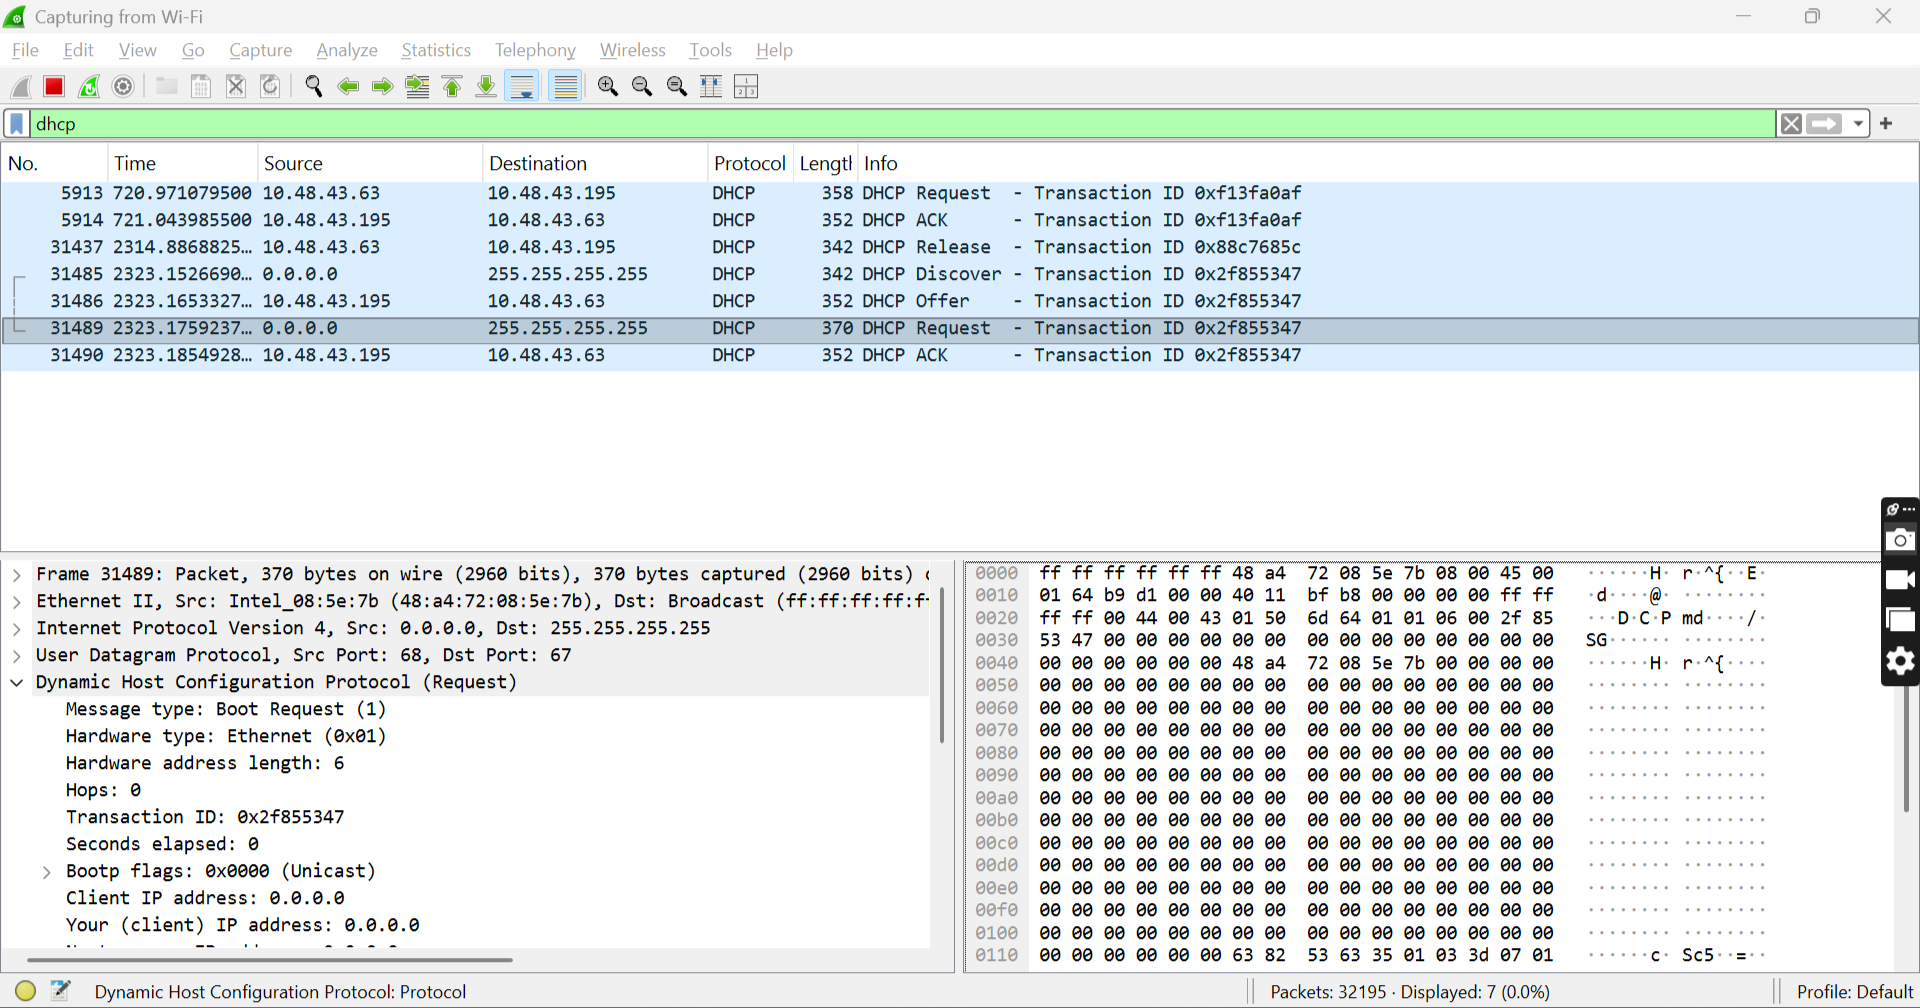 Capturing from Wi-Fi
File Edit View Go Capture Analyze Statistics Telephony Wireless Tools Help
dhcp
No. Time Source Destination Protocol Length Info
5913 720.971079500 10.48.43.63 10.48.43.195 DHCP 358 DHCP Request - Transaction ID 0xf13fa0af
5914 721.043985500 10.48.43.195 10.48.43.63 DHCP 352 DHCP ACK - Transaction ID 0xf13fa0af
31437 2314.8868825… 10.48.43.63 10.48.43.195 DHCP 342 DHCP Release - Transaction ID 0x88c7685c
31485 2323.1526690… 0.0.0.0 255.255.255.255 DHCP 342 DHCP Discover - Transaction ID 0x2f855347
31486 2323.1653327… 10.48.43.195 10.48.43.63 DHCP 352 DHCP Offer - Transaction ID 0x2f855347
31489 2323.1759237… 0.0.0.0 255.255.255.255 DHCP 370 DHCP Request - Transaction ID 0x2f855347
31490 2323.1854928… 10.48.43.195 10.48.43.63 DHCP 352 DHCP ACK - Transaction ID 0x2f855347
Frame 31489: Packet, 370 bytes on wire (2960 bits), 370 bytes captured (2960 bits)
Ethernet II, Src: Intel_08:5e:7b (48:a4:72:08:5e:7b), Dst: Broadcast (ff:ff:ff:ff:f
Internet Protocol Version 4, Src: 0.0.0.0, Dst: 255.255.255.255
User Datagram Protocol, Src Port: 68, Dst Port: 67
Dynamic Host Configuration Protocol (Request)
Message type: Boot Request (1)
Hardware type: Ethernet (0x01)
Hardware address length: 6
Hops: 0
Transaction ID: 0x2f855347
Seconds elapsed: 0
Bootp flags: 0x0000 (Unicast)
Client IP address: 0.0.0.0
Your (client) IP address: 0.0.0.0
0000 ff ff ff ff ff ff 48 a4 72 08 5e 7b 08 00 45 00 ······H· r·^{··E·
0010 01 64 b9 d1 00 00 40 11 bf b8 00 00 00 00 ff ff ·d····@· ········
0020 ff ff 00 44 00 43 01 50 6d 64 01 01 06 00 2f 85 ···D·C·P md····/·
0030 53 47 00 00 00 00 00 00 00 00 00 00 00 00 00 00 SG······ ········
0040 00 00 00 00 00 00 48 a4 72 08 5e 7b 00 00 00 00 ······H· r·^{····
0050 00 00 00 00 00 00 00 00 00 00 00 00 00 00 00 00 ········ ········
0060 00 00 00 00 00 00 00 00 00 00 00 00 00 00 00 00 ········ ········
0070 00 00 00 00 00 00 00 00 00 00 00 00 00 00 00 00 ········ ········
0080 00 00 00 00 00 00 00 00 00 00 00 00 00 00 00 00 ········ ········
0090 00 00 00 00 00 00 00 00 00 00 00 00 00 00 00 00 ········ ········
00a0 00 00 00 00 00 00 00 00 00 00 00 00 00 00 00 00 ········ ········
00b0 00 00 00 00 00 00 00 00 00 00 00 00 00 00 00 00 ········ ········
00c0 00 00 00 00 00 00 00 00 00 00 00 00 00 00 00 00 ········ ········
00d0 00 00 00 00 00 00 00 00 00 00 00 00 00 00 00 00 ········ ········
00e0 00 00 00 00 00 00 00 00 00 00 00 00 00 00 00 00 ········ ········
00f0 00 00 00 00 00 00 00 00 00 00 00 00 00 00 00 00 ········ ········
0100 00 00 00 00 00 00 00 00 00 00 00 00 00 00 00 00 ········ ········
0110 00 00 00 00 00 00 63 82 53 63 35 01 03 3d 07 01 ······c· Sc5··=··
Dynamic Host Configuration Protocol: Protocol
Packets: 32195 · Displayed: 7 (0.0%)
Profile: Default